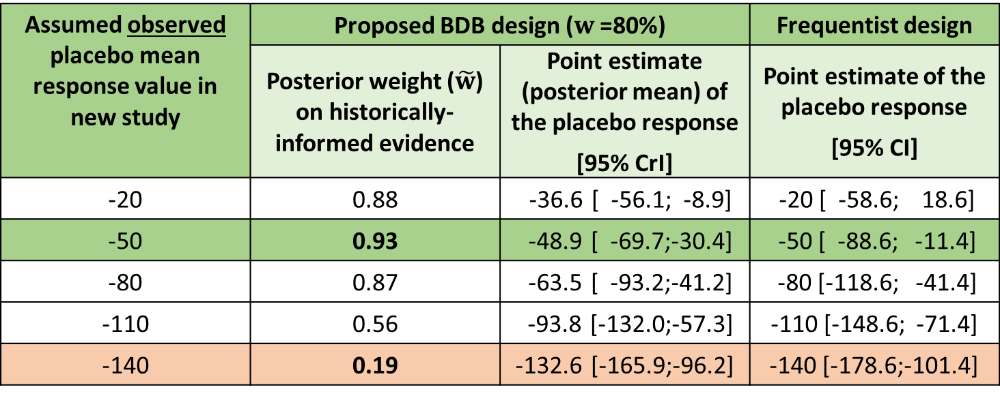 Assumed observed
placebo mean
response value in
new study
Proposed BDB design (w =80%)
Frequentist design
Posterior weight (w̃)
on historically-
informed evidence
Point estimate
(posterior mean) of
the placebo response
[95% CrI]
Point estimate of the
placebo response
[95% CI]
-20 0.88 -36.6 [ -56.1; -8.9] -20 [ -58.6; 18.6]
-50 0.93 -48.9 [ -69.7;-30.4] -50 [ -88.6; -11.4]
-80 0.87 -63.5 [ -93.2;-41.2] -80 [-118.6; -41.4]
-110 0.56 -93.8 [-132.0;-57.3] -110 [-148.6; -71.4]
-140 0.19 -132.6 [-165.9;-96.2] -140 [-178.6;-101.4]